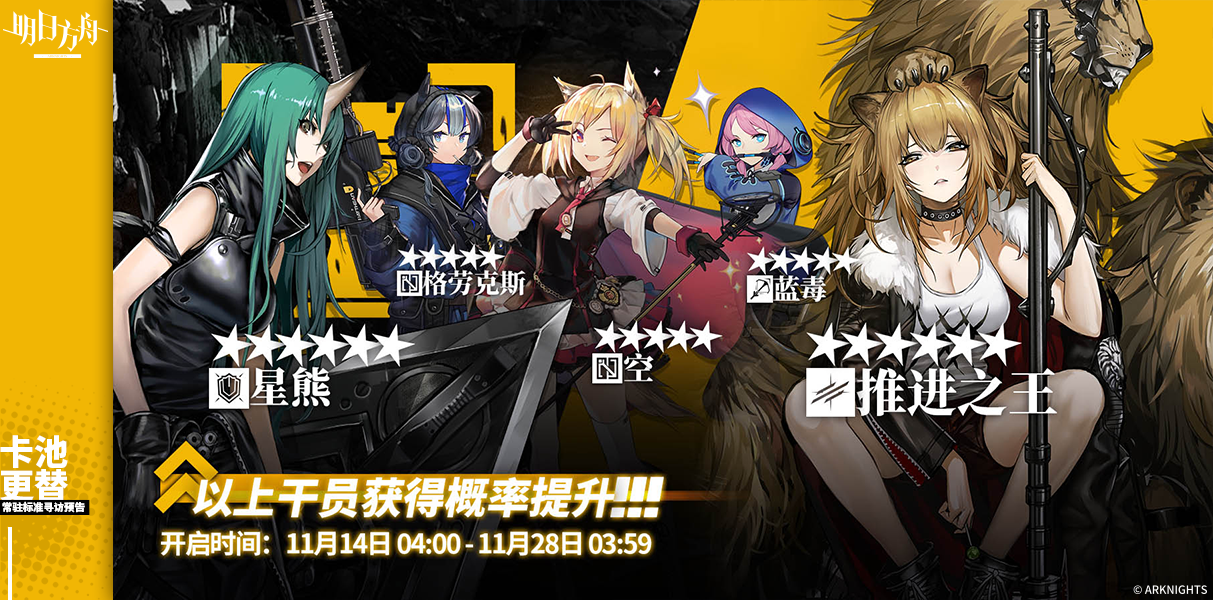 明日方舟
格劳克斯
蓝毒
星熊
空
推进之王
卡池
更替
常驻标准寻访预告
以上干员获得概率提升!!!
开启时间：11月14日 04:00 - 11月28日 03:59
© ARKNIGHTS